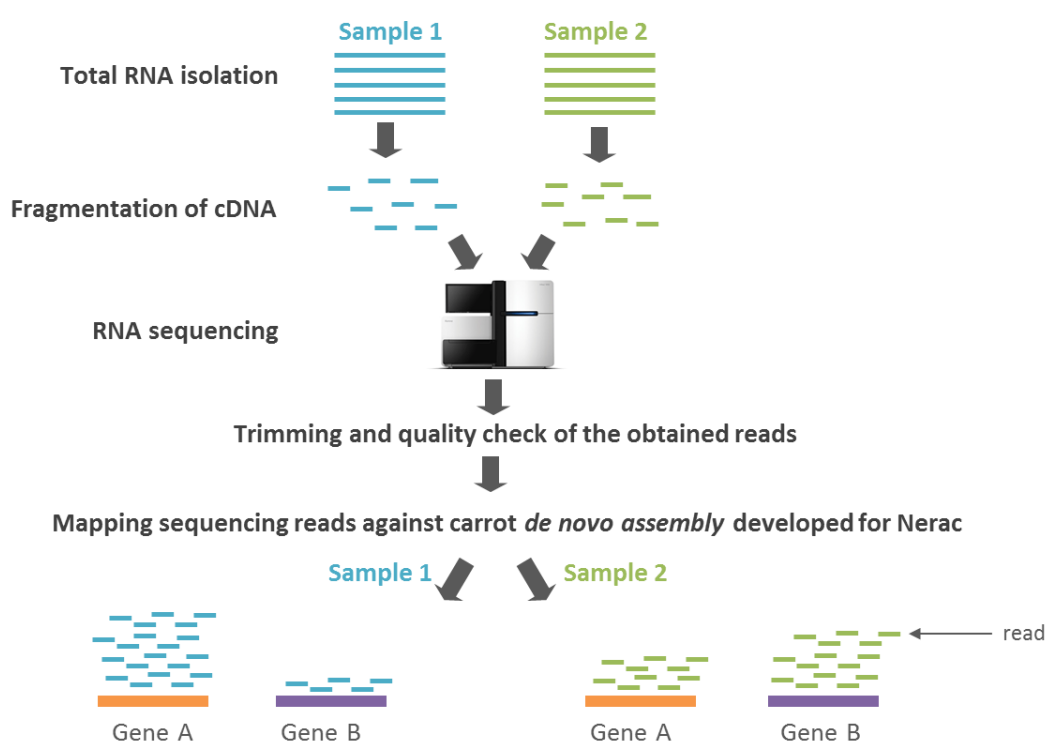 Sample 1
Sample 2
Total RNA isolation
Fragmentation of cDNA
RNA sequencing
Trimming and quality check of the obtained reads
Mapping sequencing reads against carrot de novo assembly developed for Nerac
Sample 1
Sample 2
read
Gene A
Gene B
Gene A
Gene B